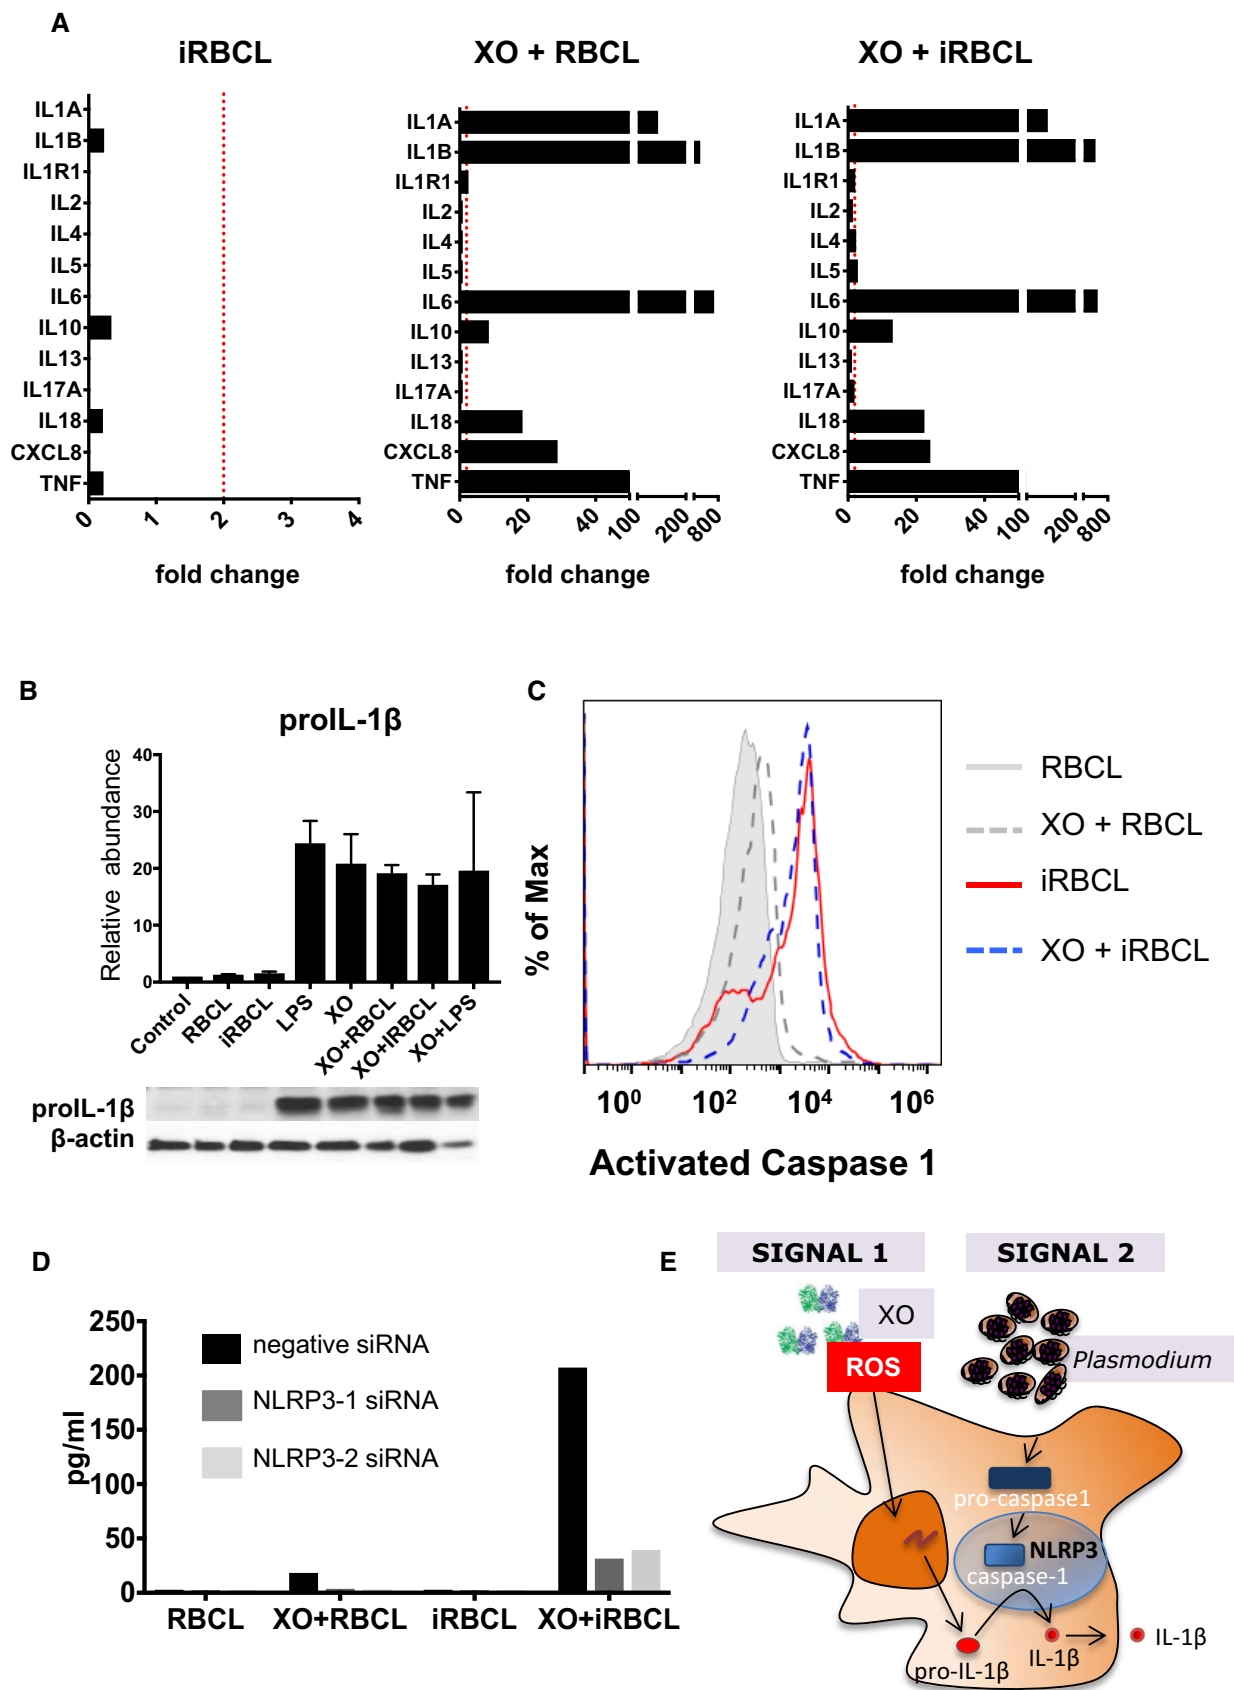 A
iRBCL
XO + RBCL
XO + iRBCL
IL1A
IL1B
IL1R1
IL2
IL4
IL5
IL6
IL10
IL13
IL17A
IL18
CXCL8
TNF
0 1 2 3 4
fold change
IL1A
IL1B
IL1R1
IL2
IL4
IL5
IL6
IL10
IL13
IL17A
IL18
CXCL8
TNF
0 20 40 100 200 800
fold change
IL1A
IL1B
IL1R1
IL2
IL4
IL5
IL6
IL10
IL13
IL17A
IL18
CXCL8
TNF
0 20 40 100 200 800
fold change
B
proIL-1β
Relative abundance
40
30
20
10
0
Control RBCL iRBCL LPS XO XO+RBCL XO+IRBCL XO+LPS
proIL-1β
β-actin
C
% of Max
10⁰ 10² 10⁴ 10⁶
Activated Caspase 1
RBCL
XO + RBCL
iRBCL
XO + iRBCL
D
pg/ml
250
200
150
100
50
0
negative siRNA
NLRP3-1 siRNA
NLRP3-2 siRNA
RBCL XO+RBCL iRBCL XO+iRBCL
E
SIGNAL 1
SIGNAL 2
XO
ROS
Plasmodium
pro-caspase1
NLRP3
caspase-1
pro-IL-1β
IL-1β
IL-1β